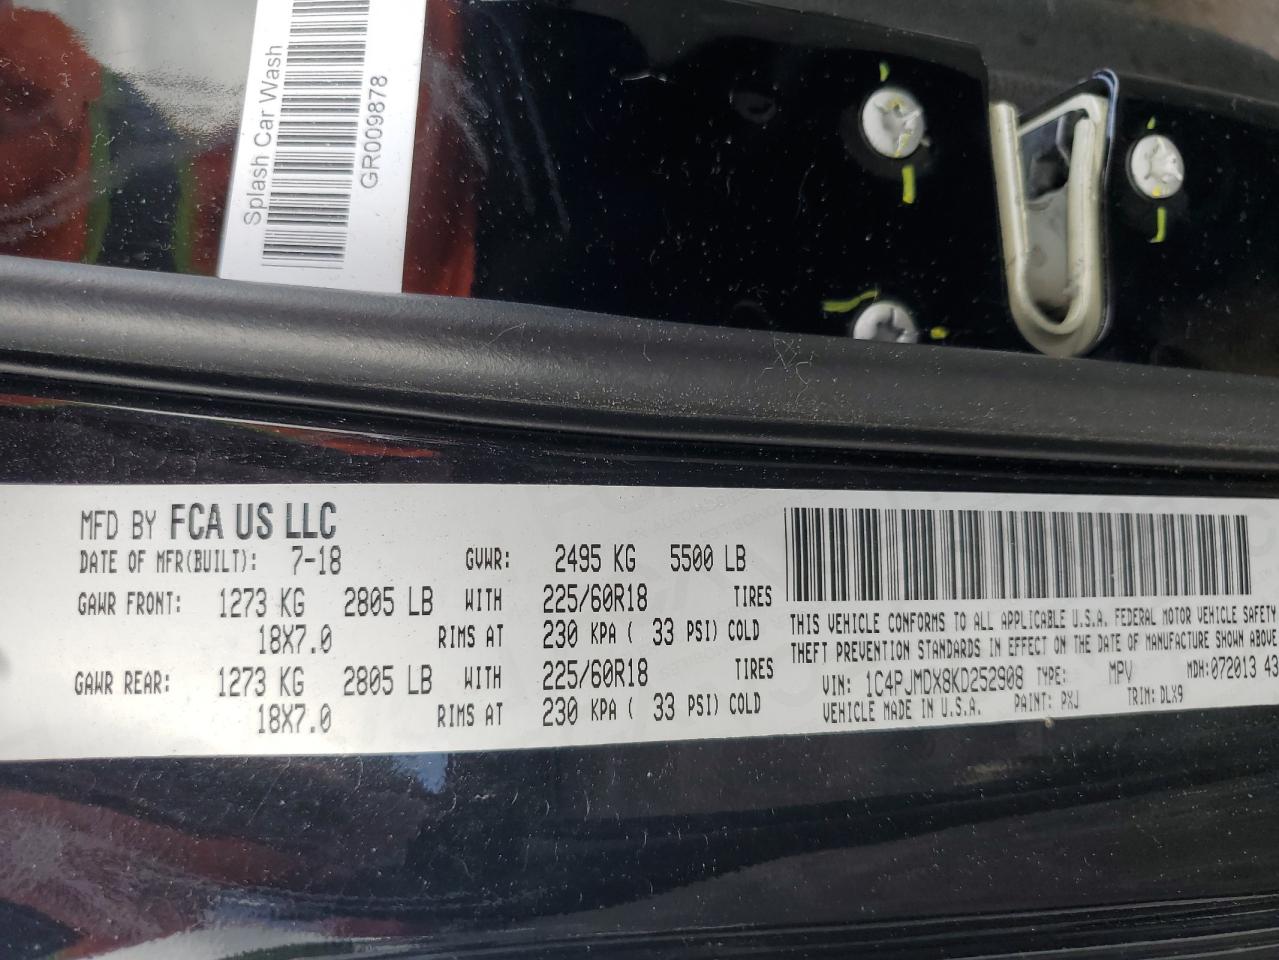 Splash Car Wash
GR009878
MFD BY FCA US LLC
DATE OF MFR(BUILT): 7-18 GVWR: 2495 KG 5500 LB
GAWR FRONT: 1273 KG 2805 LB WITH 225/60R18 TIRES
18X7.0 RIMS AT 230 KPA ( 33 PSI) COLD
GAWR REAR: 1273 KG 2805 LB WITH 225/60R18 TIRES
18X7.0 RIMS AT 230 KPA ( 33 PSI) COLD
THIS VEHICLE CONFORMS TO ALL APPLICABLE U.S.A. FEDERAL MOTOR VEHICLE SAFETY
THEFT PREVENTION STANDARDS IN EFFECT ON THE DATE OF MANUFACTURE SHOWN ABOVE
VIN: 1C4PJMDX8KD252908 TYPE: MPV MDH:072013 43
VEHICLE MADE IN U.S.A. PAINT: PXJ TRIM: DLX9